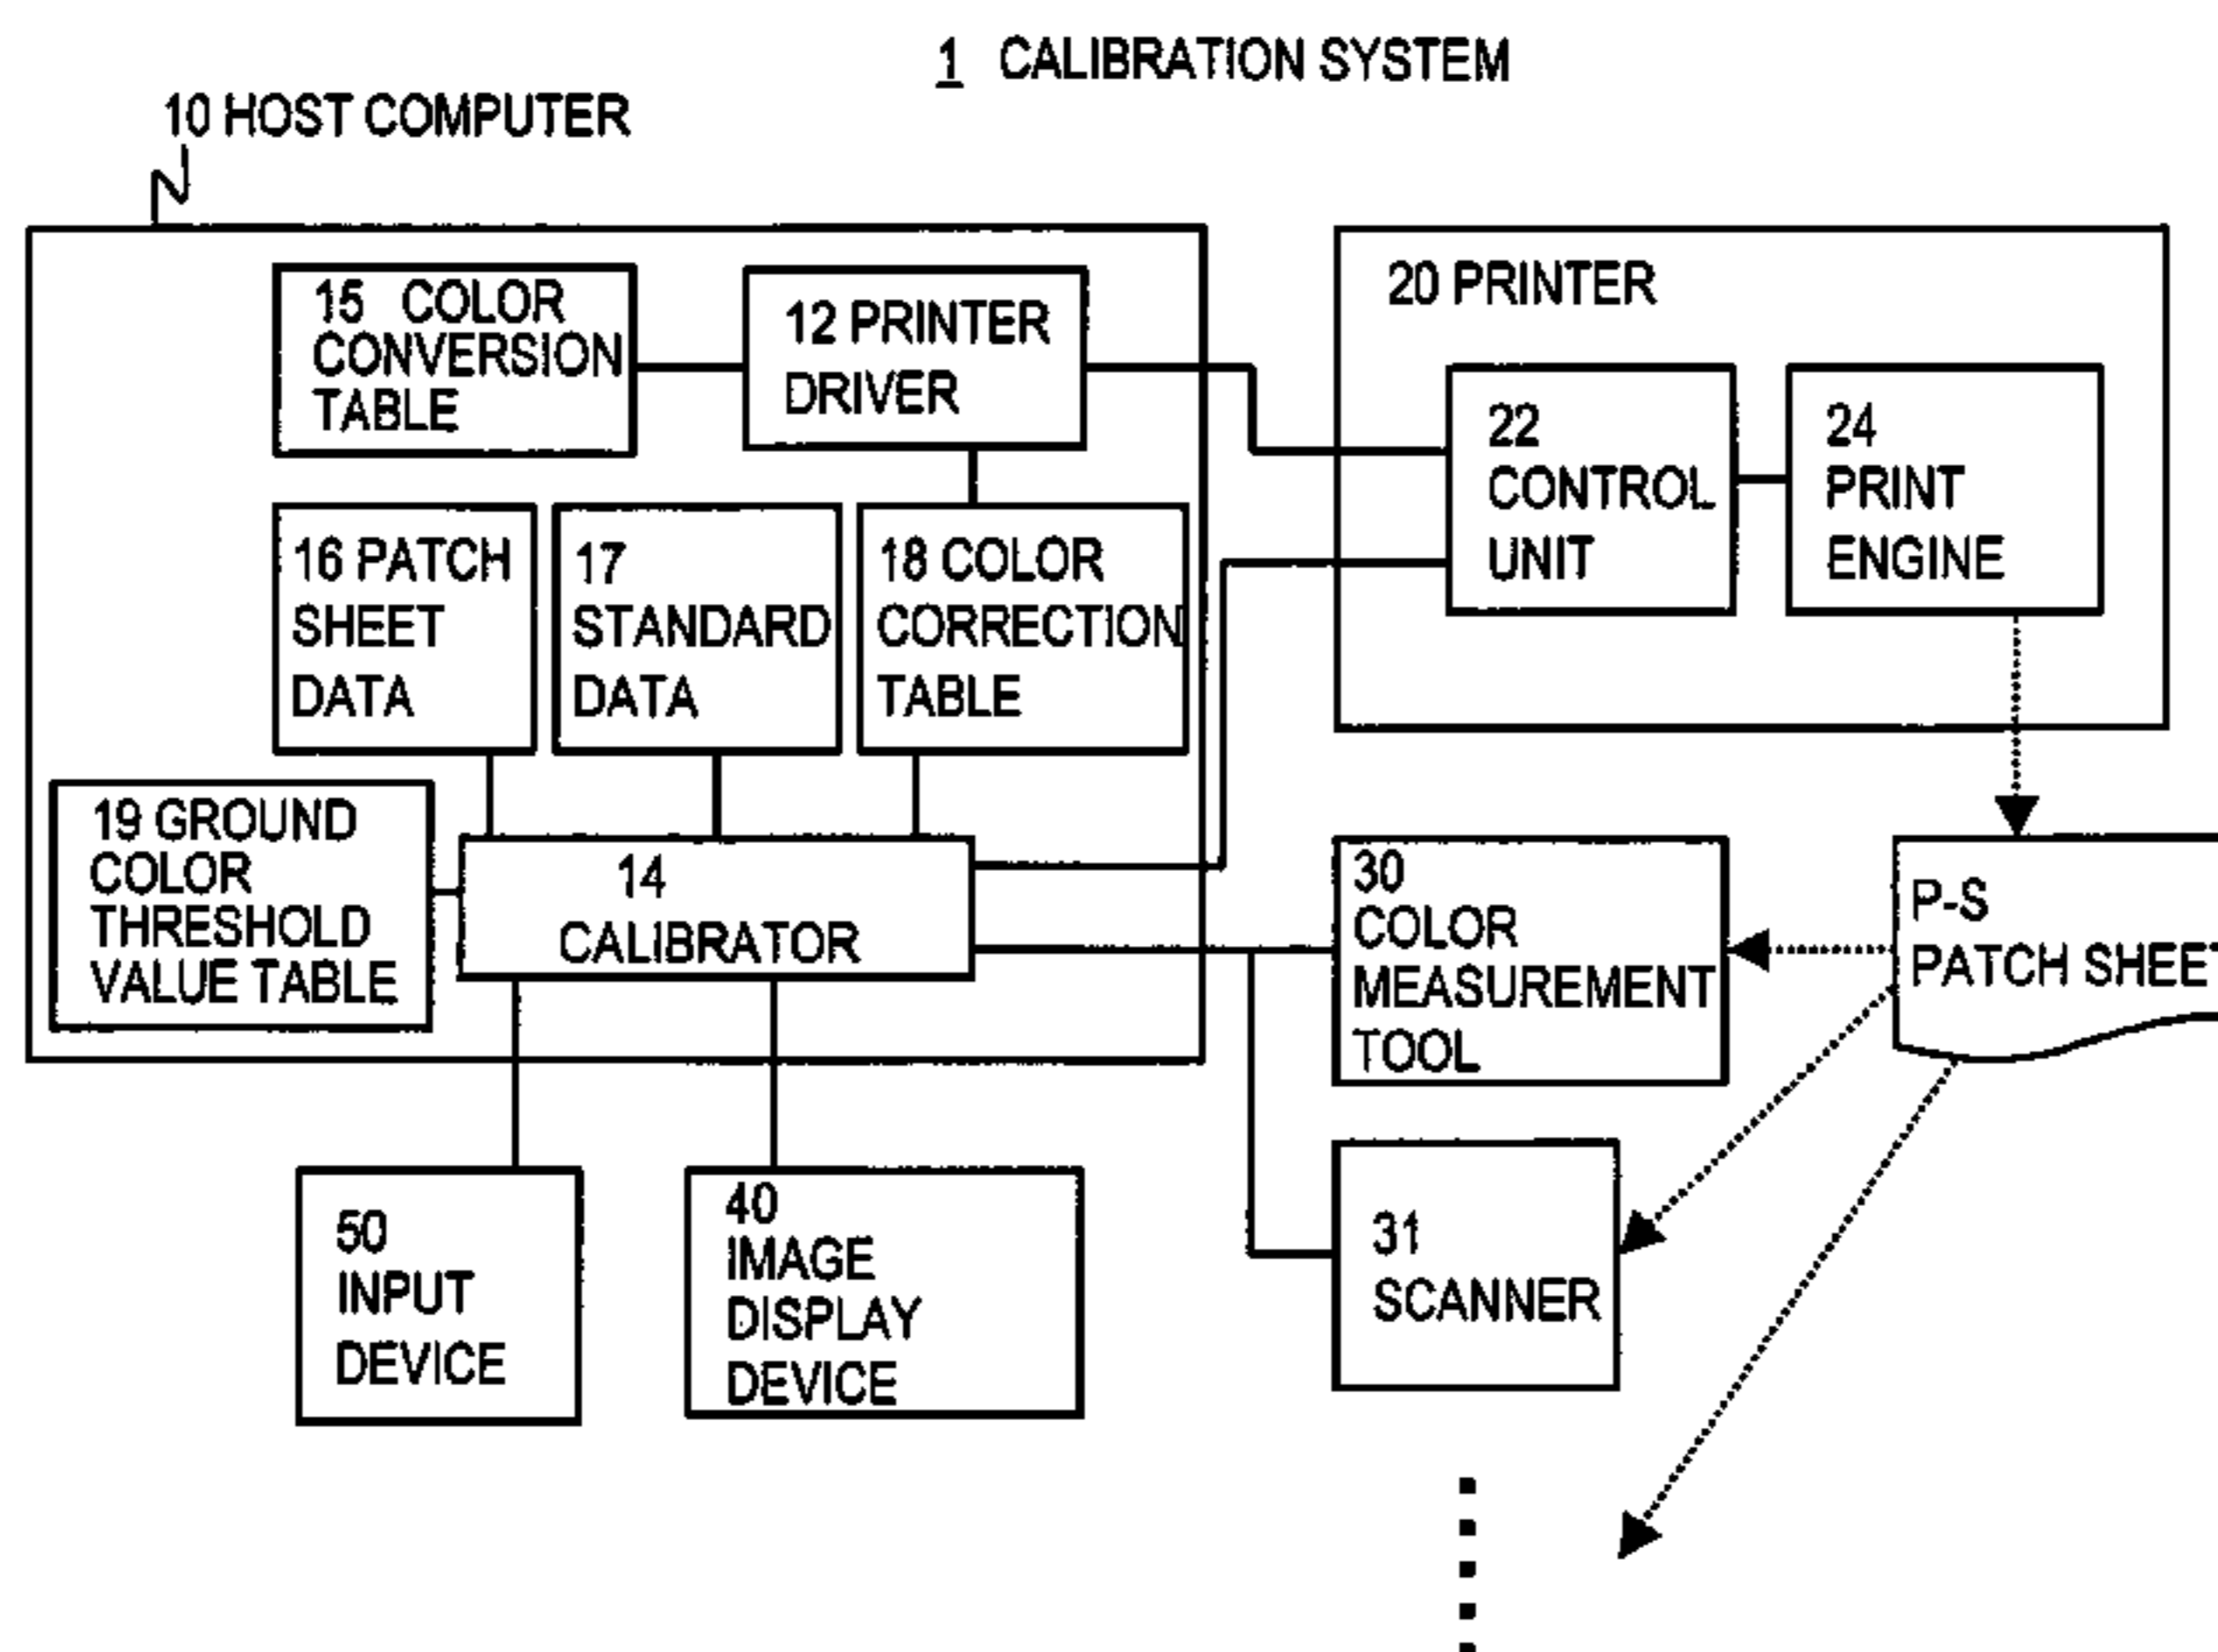 1 CALIBRATION SYSTEM
10 HOST COMPUTER
15 COLOR
CONVERSION
TABLE
12 PRINTER
DRIVER
20 PRINTER
22
CONTROL
UNIT
24
PRINT
ENGINE
16 PATCH
SHEET
DATA
17
STANDARD
DATA
18 COLOR
CORRECTION
TABLE
19 GROUND
COLOR
THRESHOLD
VALUE TABLE
14
CALIBRATOR
30
COLOR
MEASUREMENT
TOOL
P-S
PATCH SHEET
50
INPUT
DEVICE
40
IMAGE
DISPLAY
DEVICE
31
SCANNER